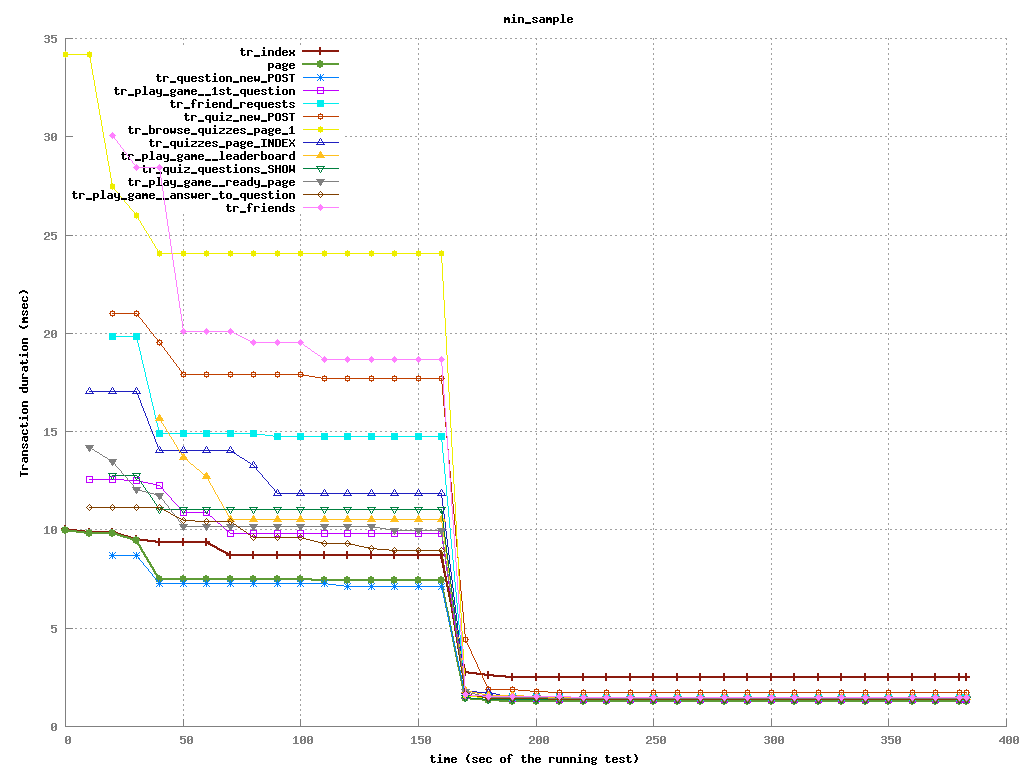 min_sample
35
30
25
20
15
10
5
0
Transaction duration (msec)
tr_index
page
tr_question_new_POST
tr_play_game__1st_question
tr_friend_requests
tr_quiz_new_POST
tr_browse_quizzes_page_1
tr_quizzes_page_INDEX
tr_play_game__leaderboard
tr_quiz_questions_SHOW
tr_play_game__ready_page
tr_play_game__answer_to_question
tr_friends
0 50 100 150 200 250 300 350 400
time (sec of the running test)